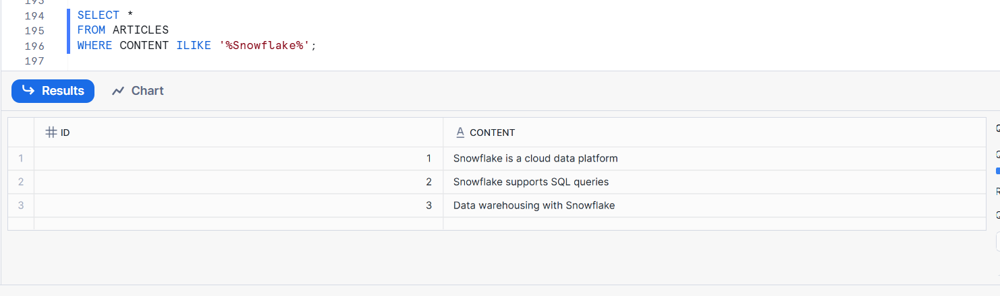 193
194 SELECT *
195 FROM ARTICLES
196 WHERE CONTENT ILIKE '%Snowflake%';
197
Results Chart
ID CONTENT
1 1 Snowflake is a cloud data platform
2 2 Snowflake supports SQL queries
3 3 Data warehousing with Snowflake